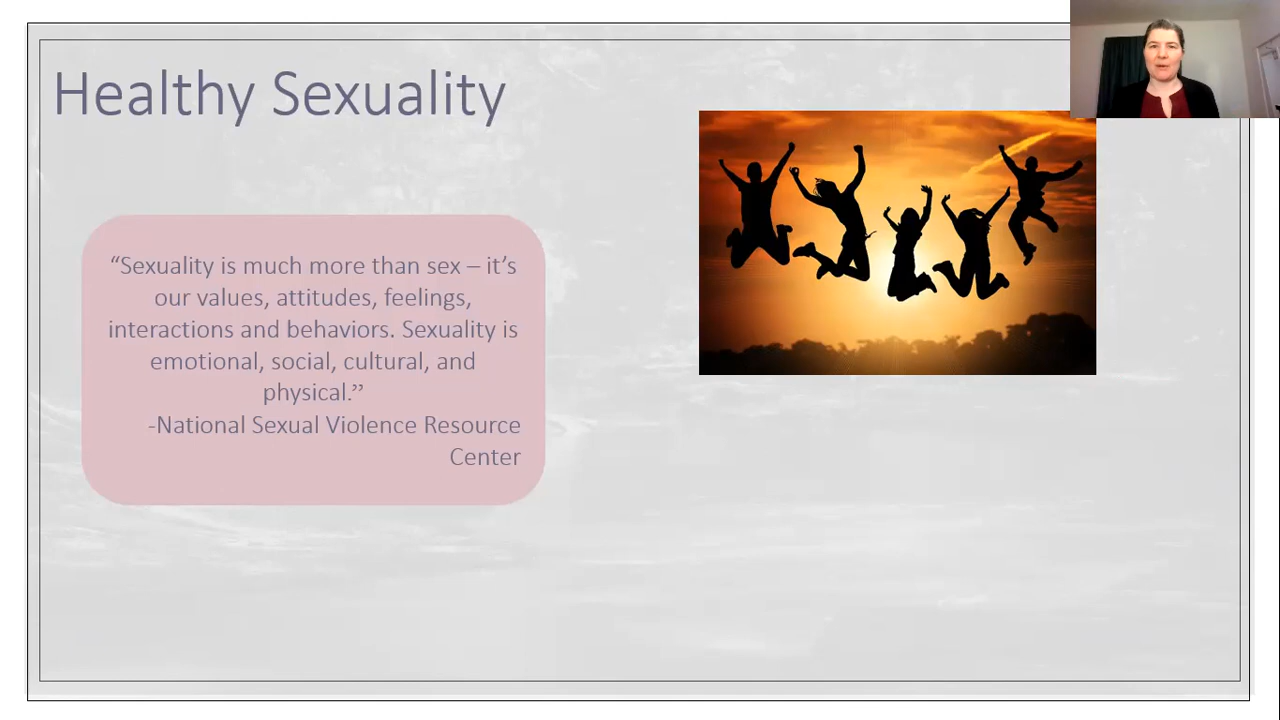 Healthy Sexuality
“Sexuality is much more than sex – it’s
our values, attitudes, feelings,
interactions and behaviors. Sexuality is
emotional, social, cultural, and
physical.”
-National Sexual Violence Resource
Center